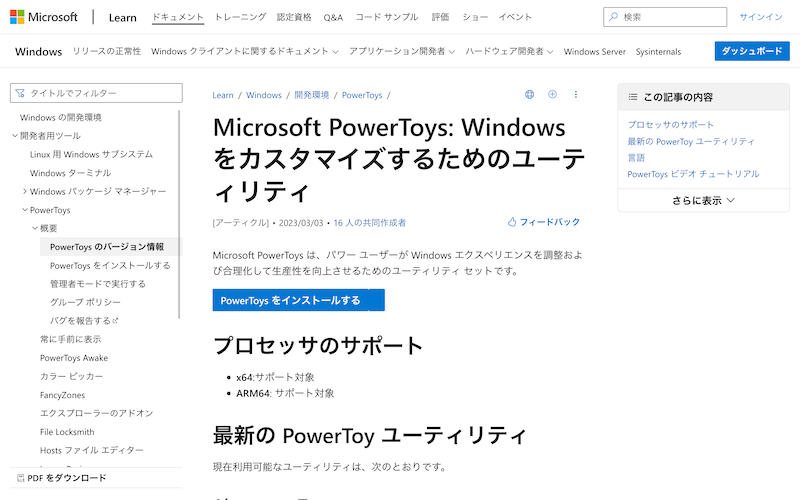 Microsoft | Learn ドキュメント トレーニング 認定資格 Q&A コード サンプル 評価 ショー イベント 検索 サインイン
Windows リリースの正常性 Windows クライアントに関するドキュメント アプリケーション開発者 ハードウェア開発者 Windows Server Sysinternals ダッシュボード
タイトルでフィルター
Windows の開発環境
開発者用ツール
Linux 用 Windows サブシステム
Windows ターミナル
Windows パッケージ マネージャー
PowerToys
概要
PowerToys のバージョン情報
PowerToys をインストールする
管理者モードで実行する
グループ ポリシー
バグを報告する
常に手前に表示
PowerToys Awake
カラー ピッカー
FancyZones
エクスプローラーのアドオン
File Locksmith
Hosts ファイル エディター
PDF をダウンロード
Learn / Windows / 開発環境 / PowerToys /
Microsoft PowerToys: Windows
をカスタマイズするためのユーテ
ィリティ
[アーティクル] • 2023/03/03 • 16 人の共同作成者
フィードバック
Microsoft PowerToys は、パワー ユーザーが Windows エクスペリエンスを調整およ
び合理化して生産性を向上させるためのユーティリティ セットです。
PowerToys をインストールする
プロセッサのサポート
• x64:サポート対象
• ARM64: サポート対象
最新の PowerToy ユーティリティ
現在利用可能なユーティリティは、次のとおりです。
この記事の内容
プロセッサのサポート
最新の PowerToy ユーティリティ
言語
PowerToys ビデオ チュートリアル
さらに表示